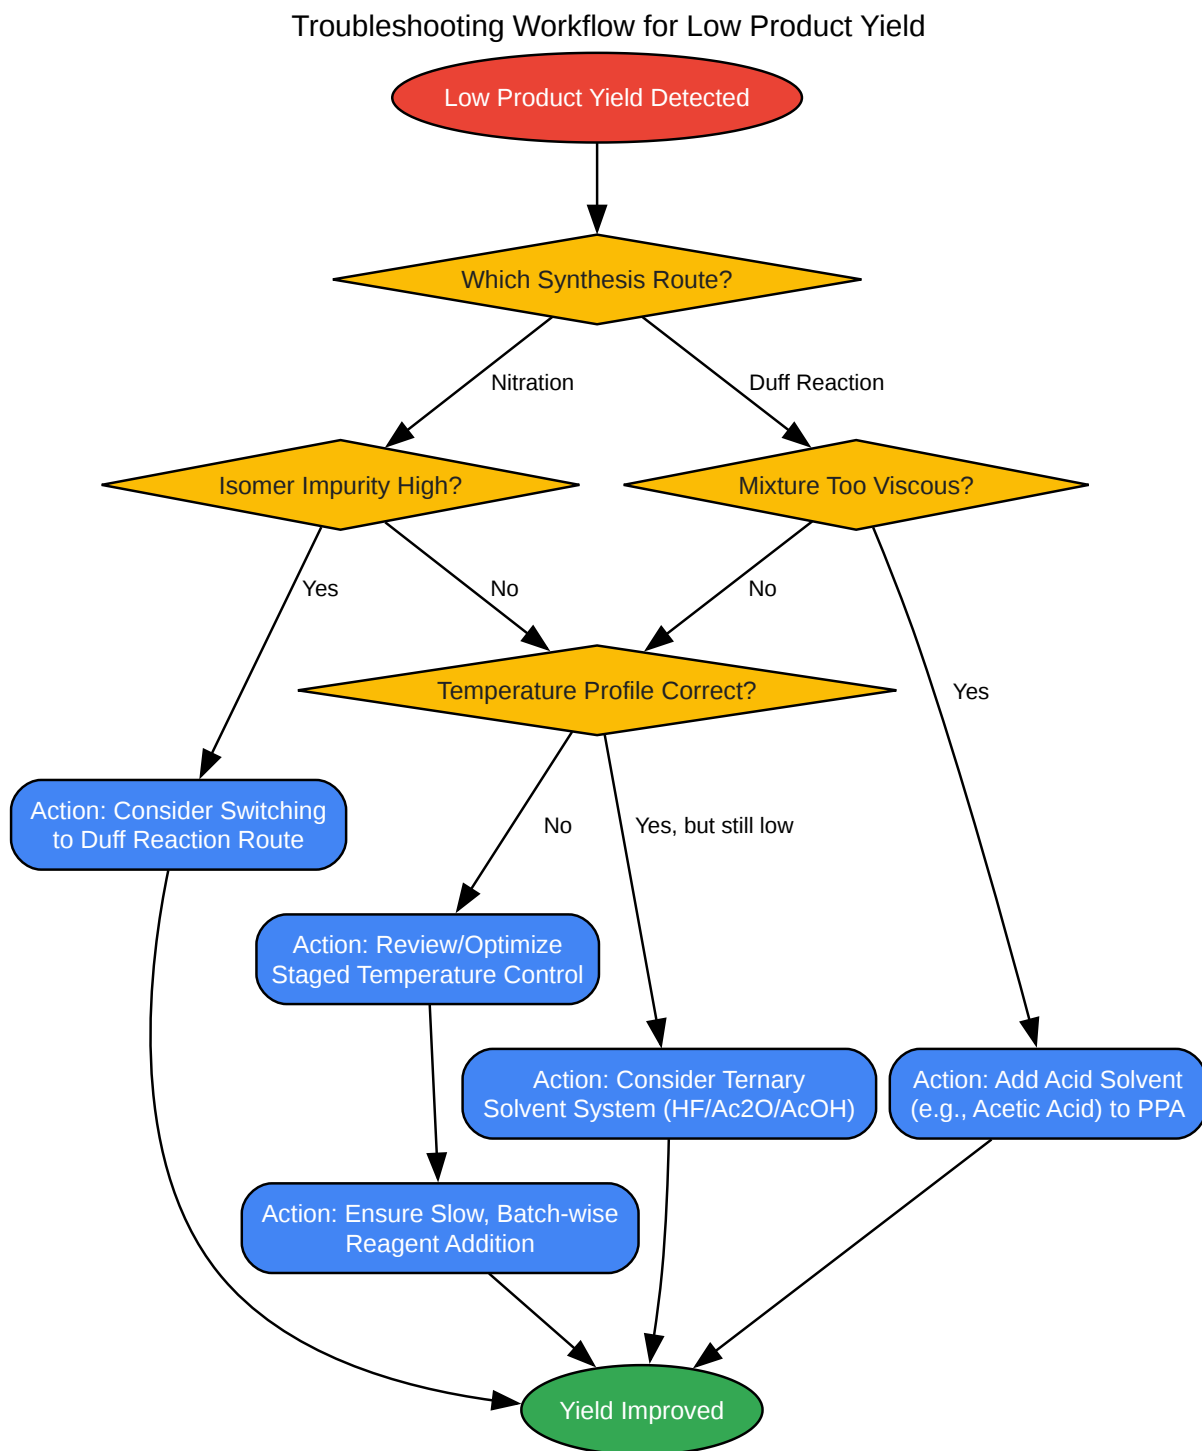 Troubleshooting Workflow for Low Product Yield
Low Product Yield Detected
Which Synthesis Route?
Nitration
Duff Reaction
Isomer Impurity High?
Mixture Too Viscous?
Yes
No
No
Temperature Profile Correct?
Yes
Action: Consider Switching
to Duff Reaction Route
No
Yes, but still low
Action: Review/Optimize
Staged Temperature Control
Action: Consider Ternary
Solvent System (HF/Ac2O/AcOH)
Action: Add Acid Solvent
(e.g., Acetic Acid) to PPA
Action: Ensure Slow, Batch-wise
Reagent Addition
Yield Improved